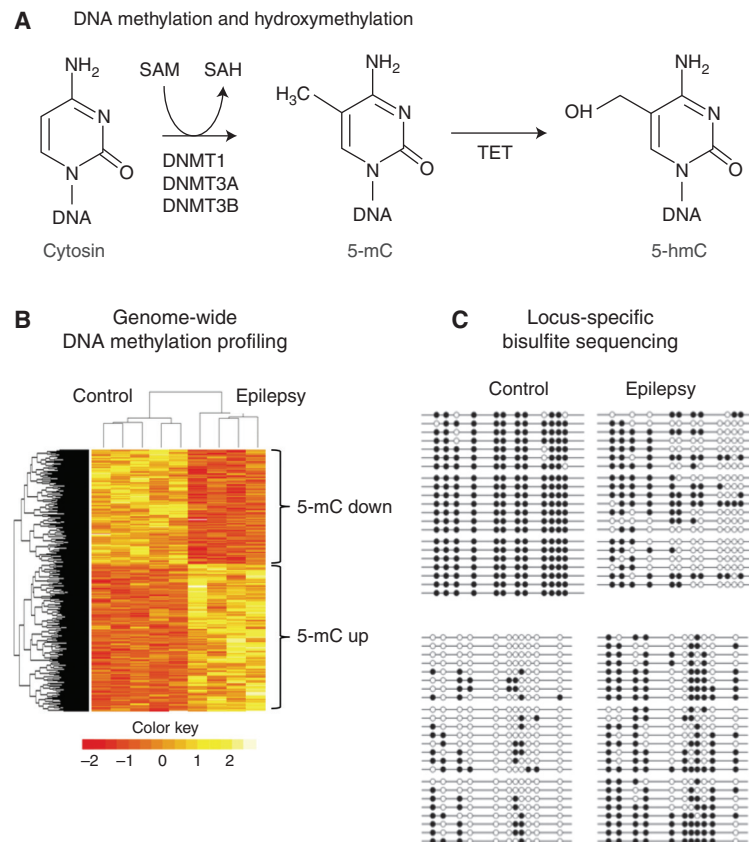 A DNA methylation and hydroxymethylation
NH2
N
N
O
DNA
Cytosin
SAM SAH
DNMT1
DNMT3A
DNMT3B
NH2
H3C
N
N
O
DNA
5-mC
TET
NH2
OH
N
N
O
DNA
5-hmC
B Genome-wide
DNA methylation profiling
Control Epilepsy
5-mC down
5-mC up
Color key
–2 –1 0 1 2
C Locus-specific
bisulfite sequencing
Control Epilepsy